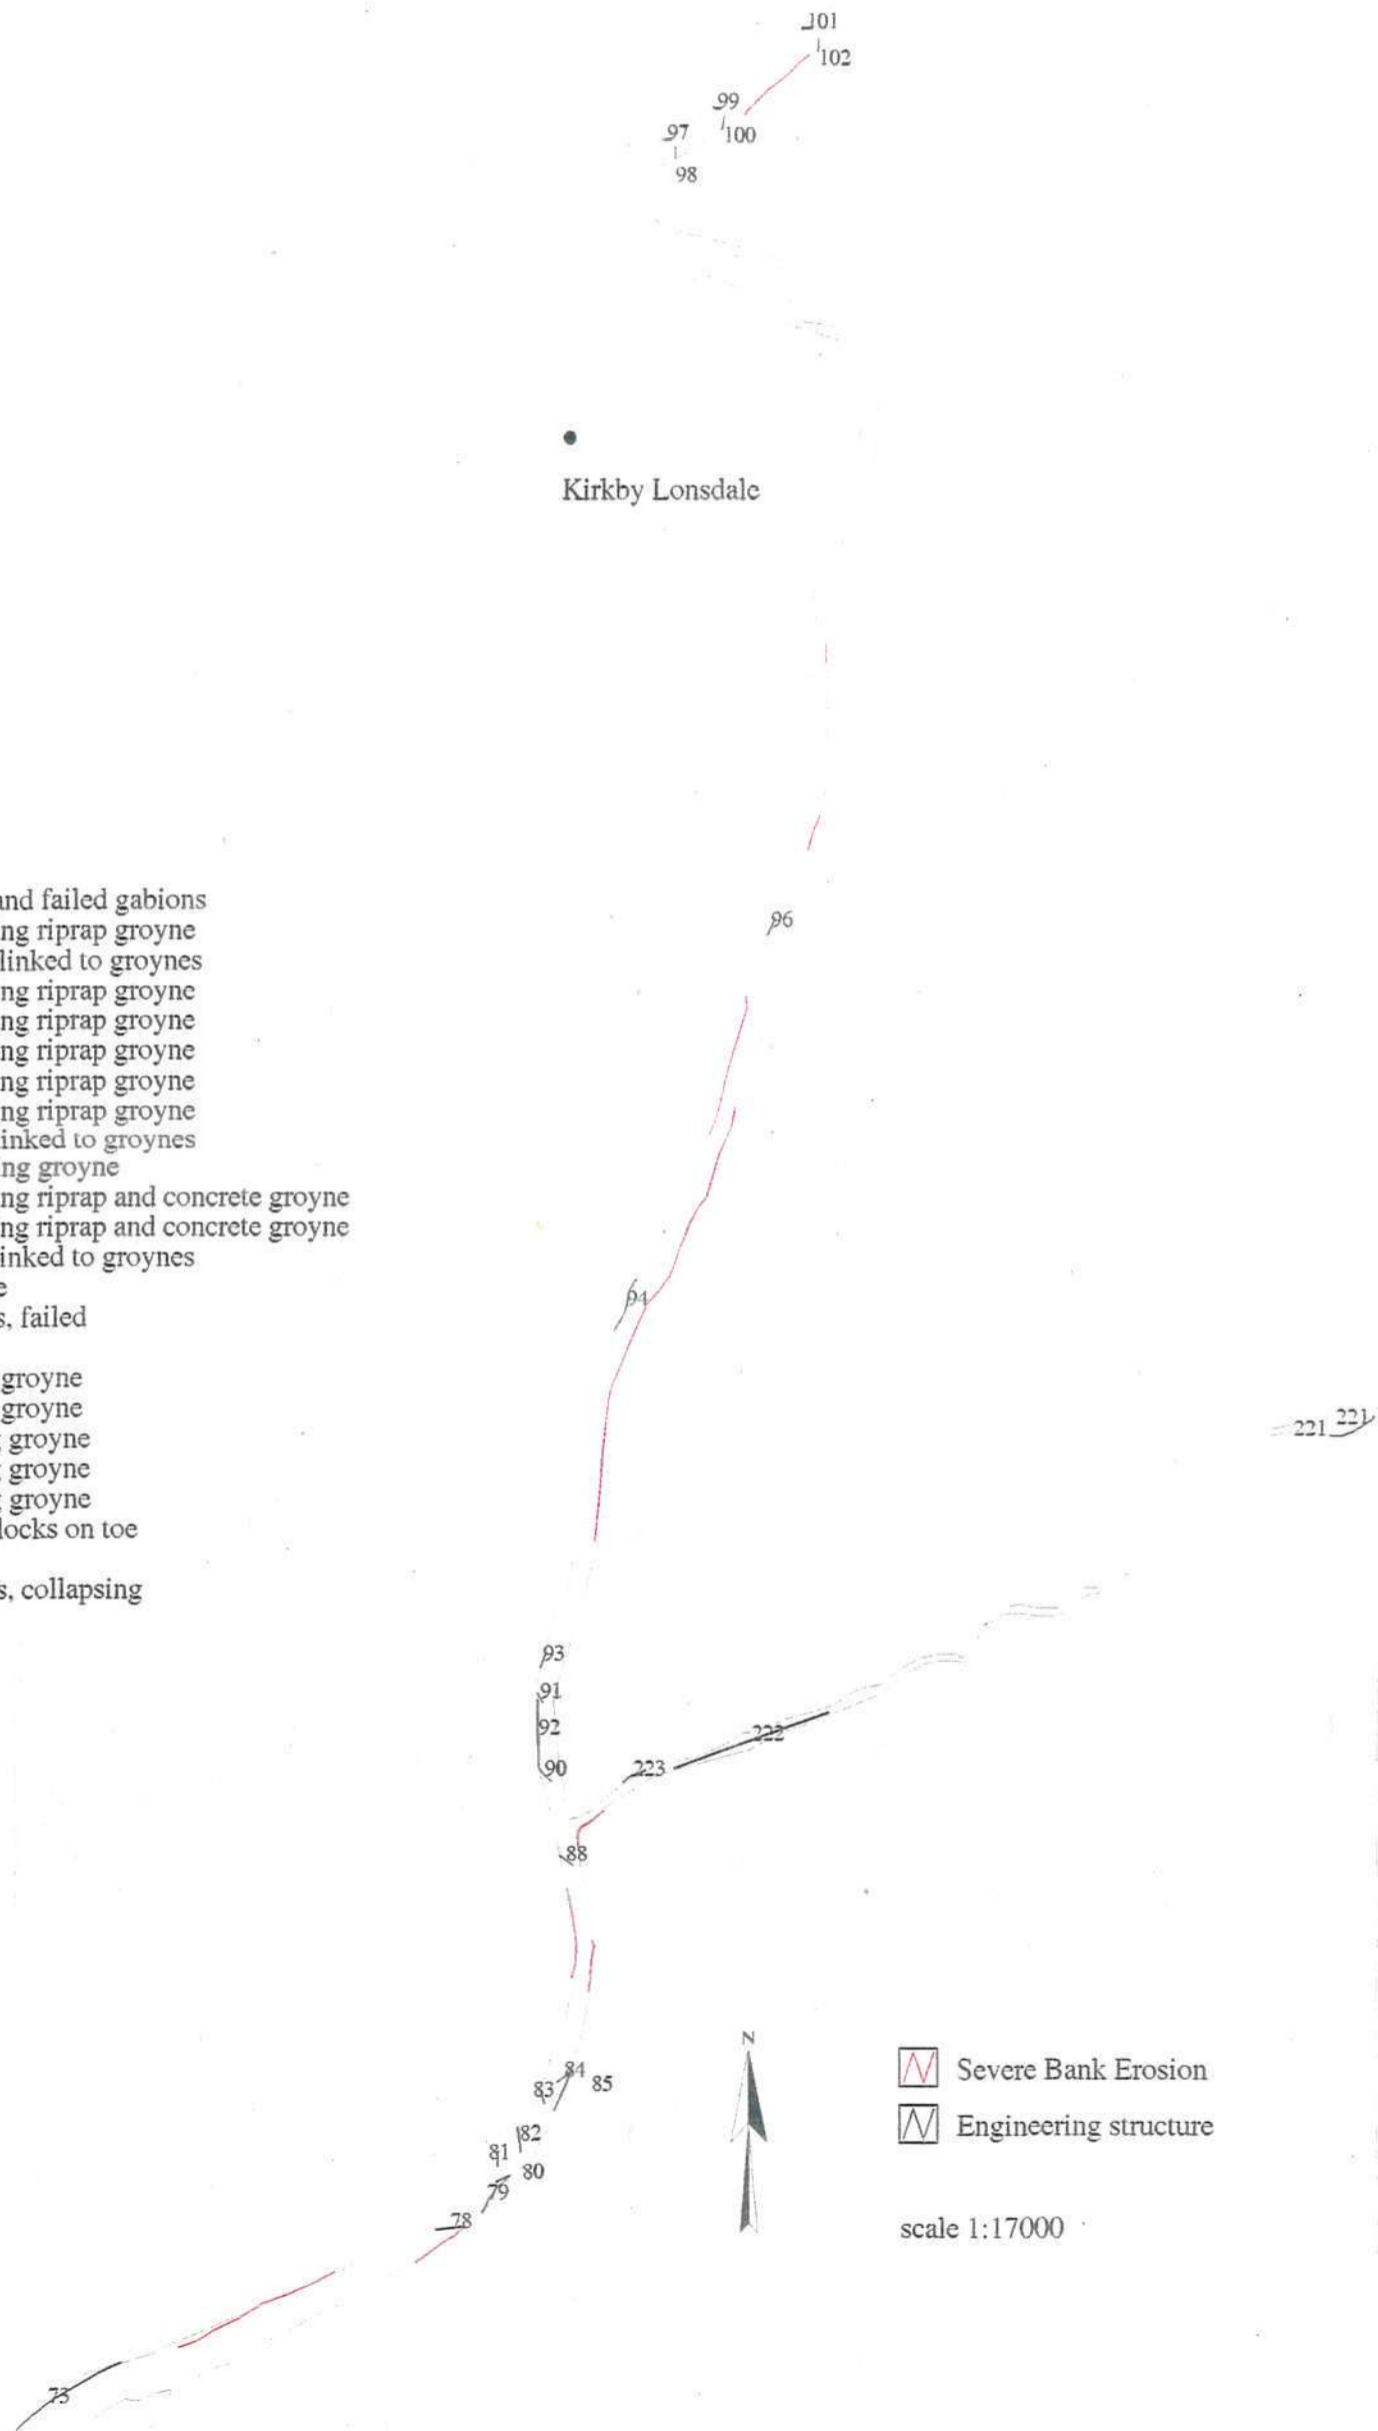 101
102
99
100
97
98
Kirkby Lonsdale
and failed gabions
ng riprap groyne
linked to groynes
ng riprap groyne
ng riprap groyne
ng riprap groyne
ng riprap groyne
ng riprap groyne
inked to groynes
ng groyne
ng riprap and concrete groyne
ng riprap and concrete groyne
inked to groynes
e
s, failed
groyne
groyne
g groyne
g groyne
g groyne
locks on toe
s, collapsing
96
94
221 221
93
91
92
90
222
223
88
84
83 85
82
81
80
79
78
73
N
Severe Bank Erosion
Engineering structure
scale 1:17000